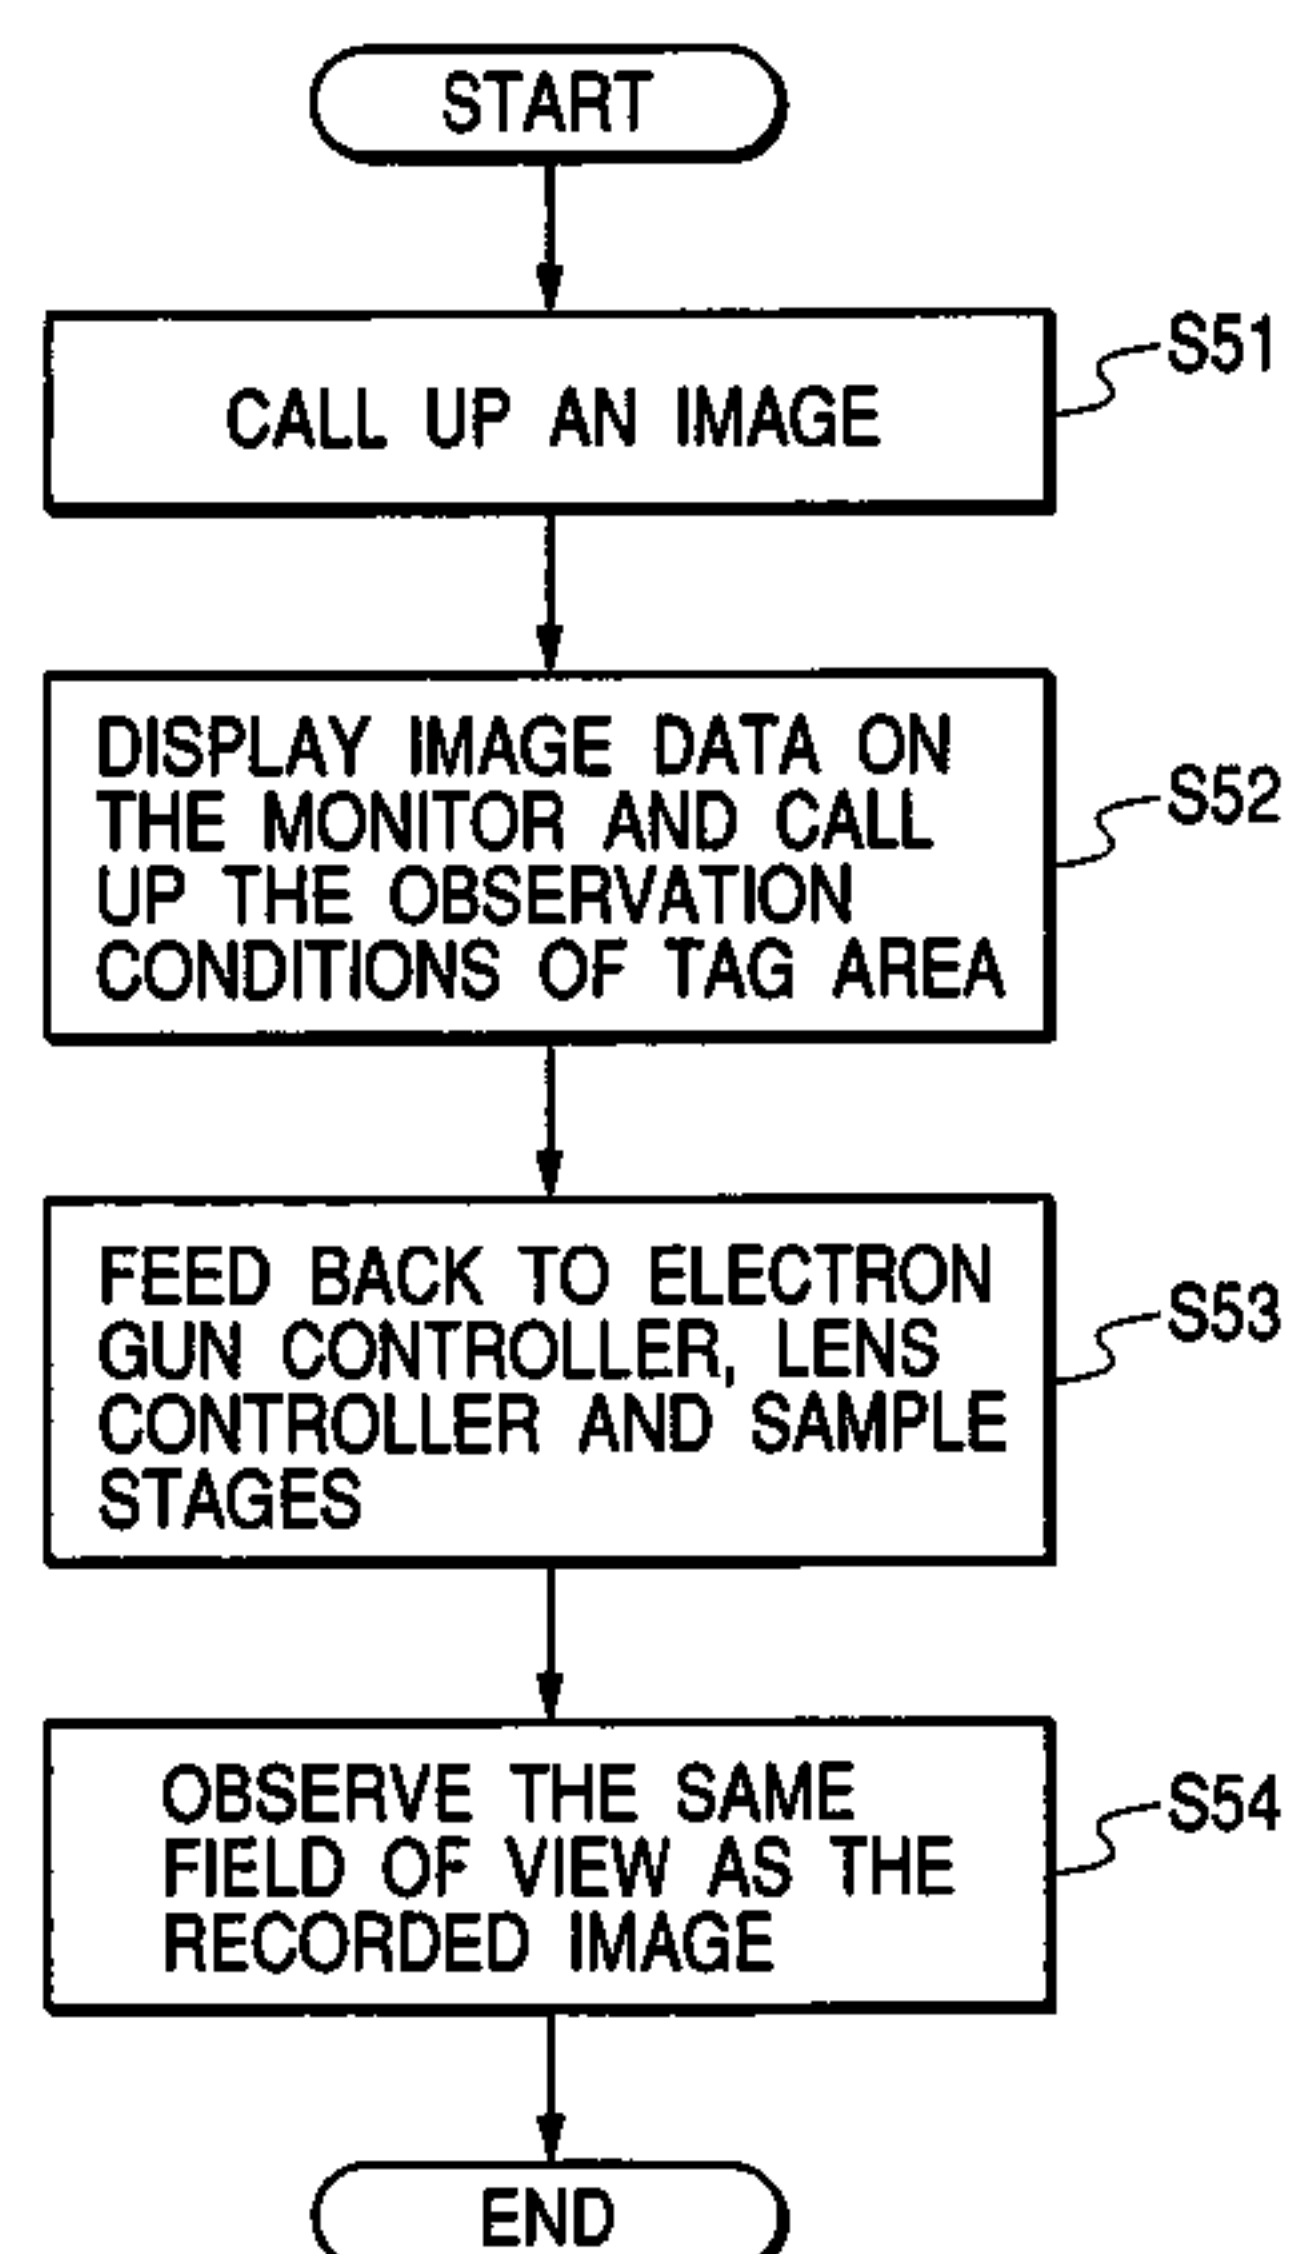 START
CALL UP AN IMAGE
S51
DISPLAY IMAGE DATA ON
THE MONITOR AND CALL
UP THE OBSERVATION
CONDITIONS OF TAG AREA
S52
FEED BACK TO ELECTRON
GUN CONTROLLER, LENS
CONTROLLER AND SAMPLE
STAGES
S53
OBSERVE THE SAME
FIELD OF VIEW AS THE
RECORDED IMAGE
S54
END